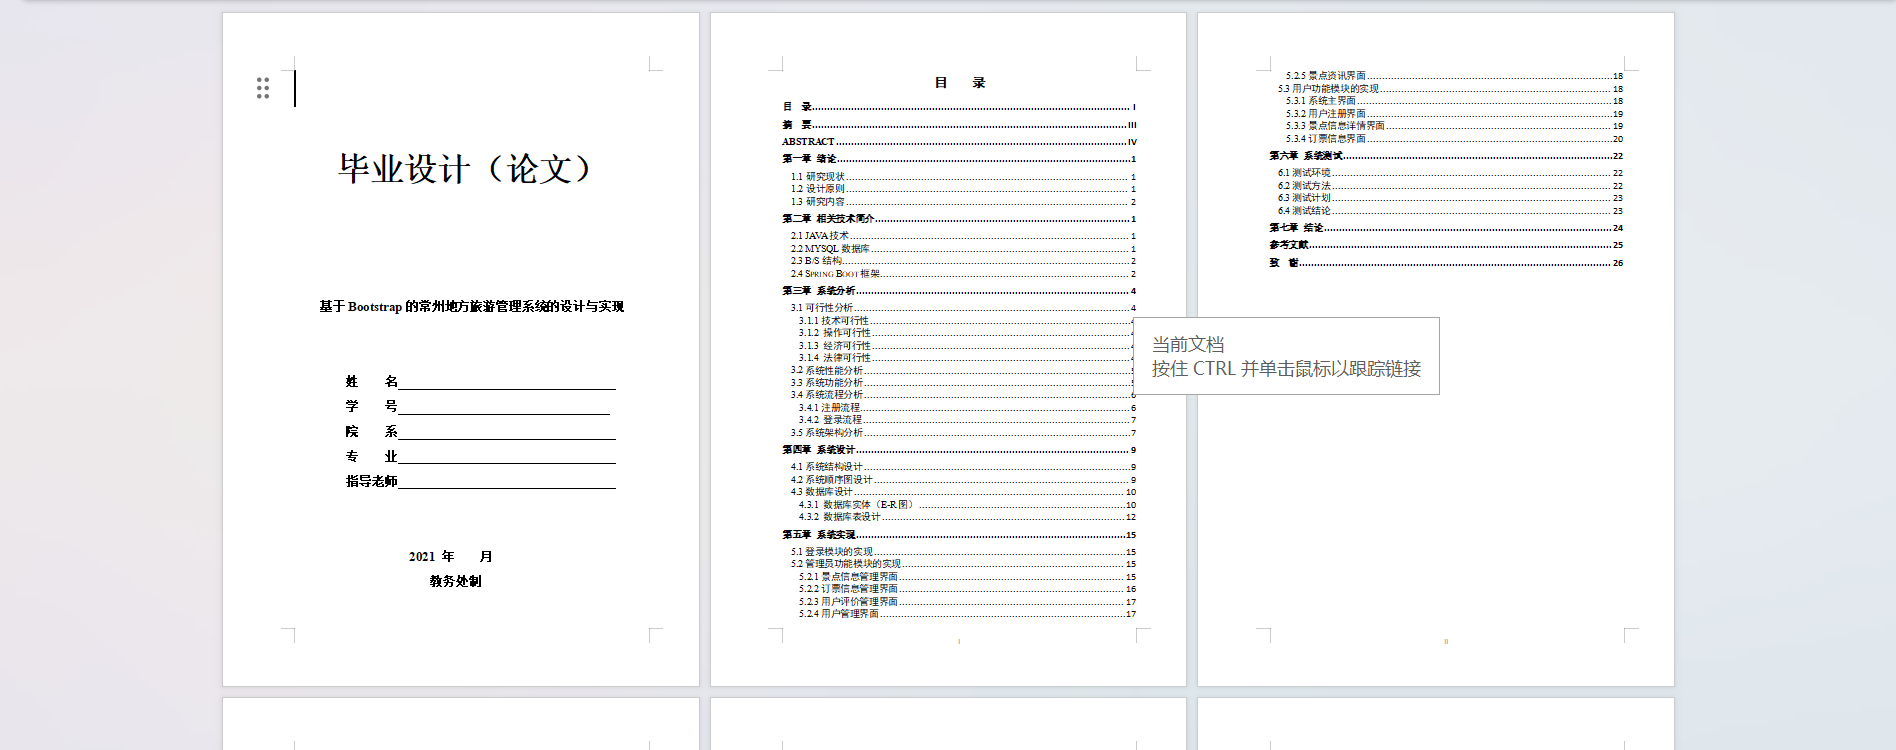 毕业设计（论文）
基于 Bootstrap 的常州地方旅游管理系统的设计与实现
姓 名
学 号
院 系
专 业
指导老师
2021 年 月
教务处制
目 录
目 录 I
摘 要 III
ABSTRACT IV
第一章 绪论 1
1.1 研究现状 1
1.2 设计原则 1
1.3 研究内容 2
第二章 相关技术简介 1
2.1 JAVA 技术 1
2.2 MYSQL 数据库 1
2.3 B/S 结构 2
2.4 SPRING BOOT 框架 2
第三章 系统分析 4
3.1 可行性分析 4
3.1.1 技术可行性
3.1.2 操作可行性
3.1.3 经济可行性
3.1.4 法律可行性
3.2 系统性能分析
3.3 系统功能分析
3.4 系统流程分析 6
3.4.1 注册流程 6
3.4.2 登录流程 7
3.5 系统架构分析 7
第四章 系统设计 9
4.1 系统结构设计 9
4.2 系统顺序图设计 9
4.3 数据库设计 10
4.3.1 数据库实体（E-R 图） 10
4.3.2 数据库表设计 12
第五章 系统实现 15
5.1 登录模块的实现 15
5.2 管理员功能模块的实现 15
5.2.1 景点信息管理界面 15
5.2.2 订票信息管理界面 16
5.2.3 用户评价管理界面 17
5.2.4 用户管理界面 17
I
5.2.5 景点资讯界面 18
5.3 用户功能模块的实现 18
5.3.1 系统主界面 18
5.3.2 用户注册界面 19
5.3.3 景点信息详情界面 19
5.3.4 订票信息界面 20
第六章 系统测试 22
6.1 测试环境 22
6.2 测试方法 22
6.3 测试计划 23
6.4 测试结论 23
第七章 结论 24
参考文献 25
致 谢 26
当前文档
按住 CTRL 并单击鼠标以跟踪链接
II